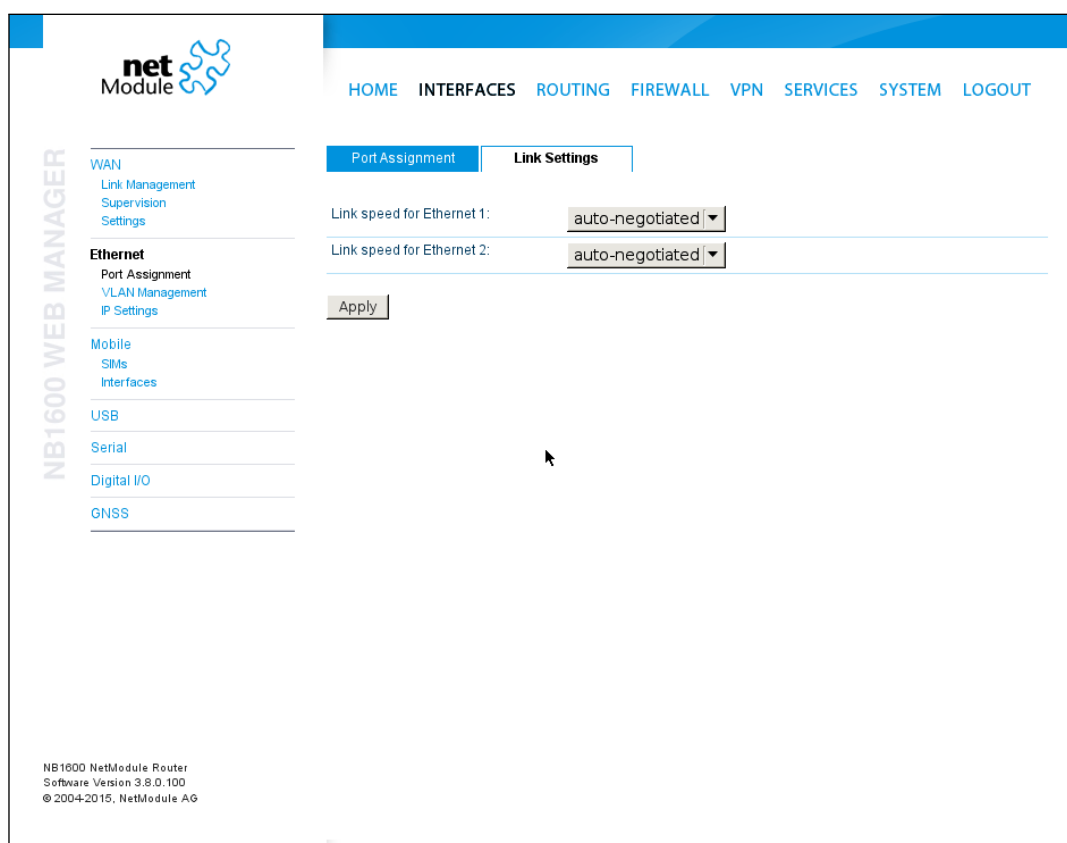 net
Module
HOME INTERFACES ROUTING FIREWALL VPN SERVICES SYSTEM LOGOUT
NB1600 WEB MANAGER
WAN
Link Management
Supervision
Settings
Ethernet
Port Assignment
VLAN Management
IP Settings
Mobile
SIMs
Interfaces
USB
Serial
Digital I/O
GNSS
Port Assignment Link Settings
Link speed for Ethernet 1: auto-negotiated
Link speed for Ethernet 2: auto-negotiated
Apply
NB1600 NetModule Router
Software Version 3.8.0.100
© 2004-2015, NetModule AG